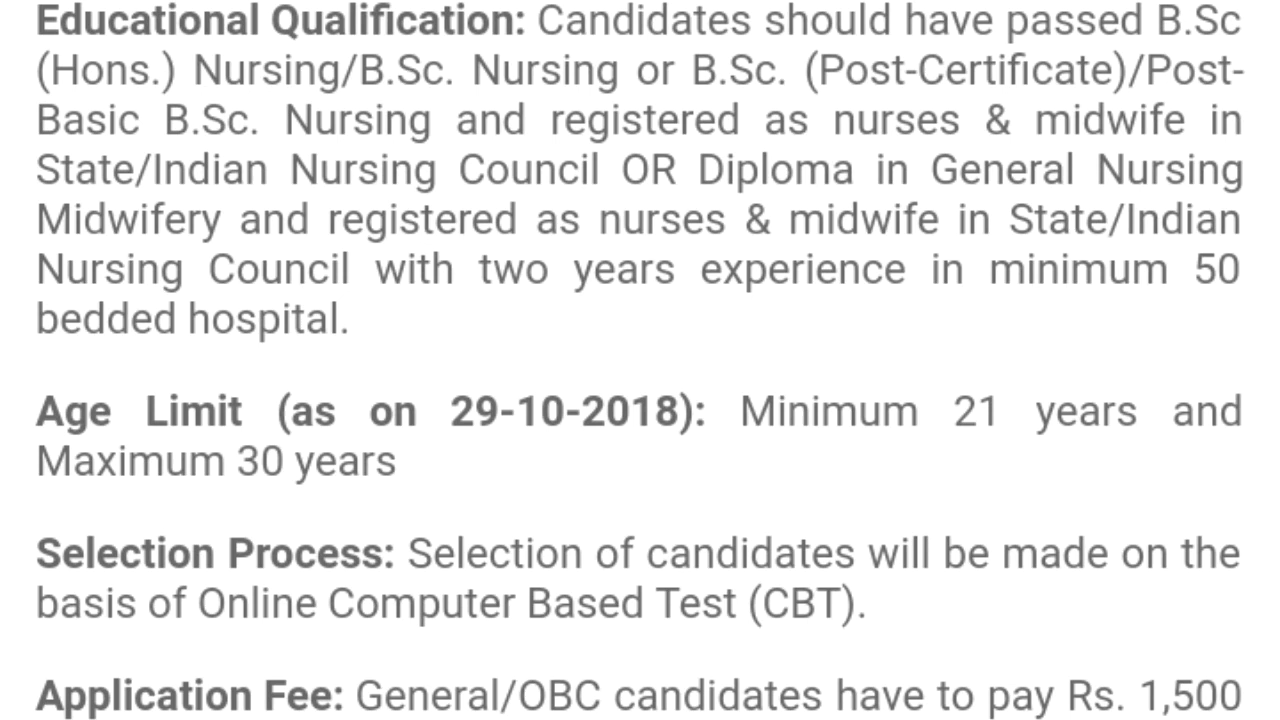 Educational Qualification: Candidates should have passed B.Sc
(Hons.) Nursing/B.Sc. Nursing or B.Sc. (Post-Certificate)/Post-
Basic B.Sc. Nursing and registered as nurses & midwife in
State/Indian Nursing Council OR Diploma in General Nursing
Midwifery and registered as nurses & midwife in State/Indian
Nursing Council with two years experience in minimum 50
bedded hospital.
Age Limit (as on 29-10-2018): Minimum 21 years and
Maximum 30 years
Selection Process: Selection of candidates will be made on the
basis of Online Computer Based Test (CBT).
Application Fee: General/OBC candidates have to pay Rs. 1,500